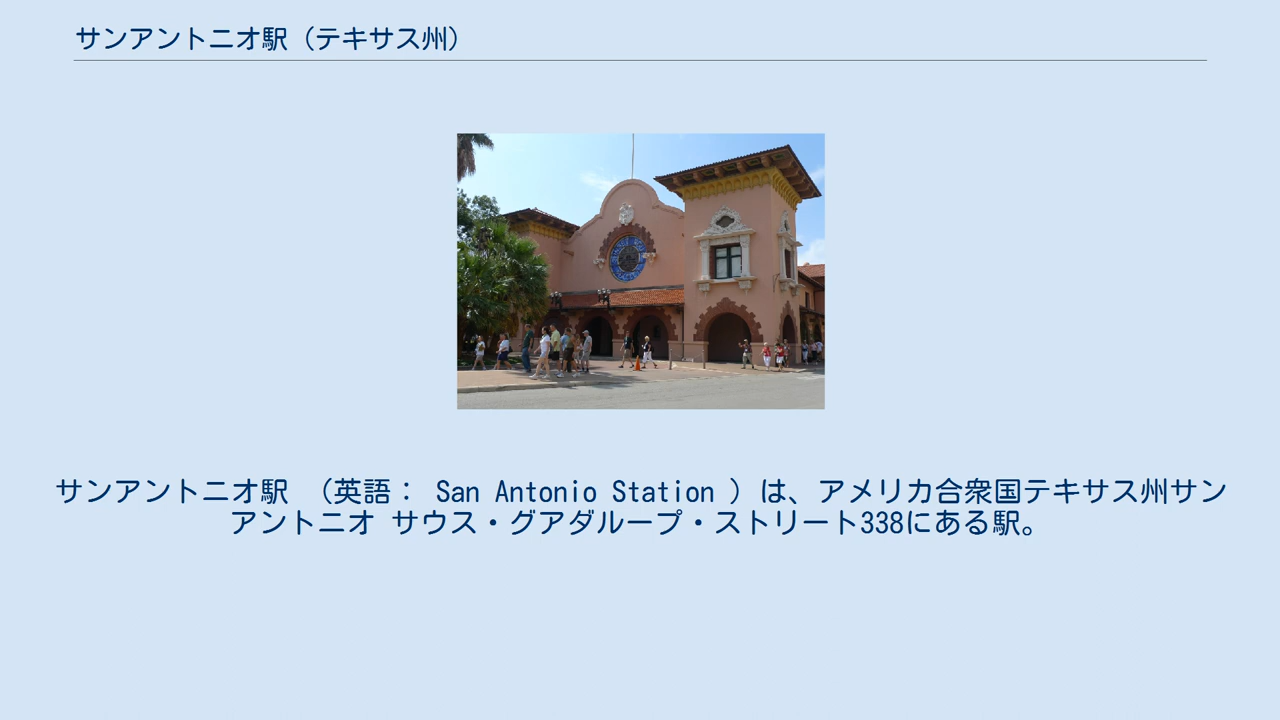 サンアントニオ駅（テキサス州）
サンアントニオ駅 （英語： San Antonio Station ）は、アメリカ合衆国テキサス州サン
アントニオ サウス・グアダループ・ストリート338にある駅。